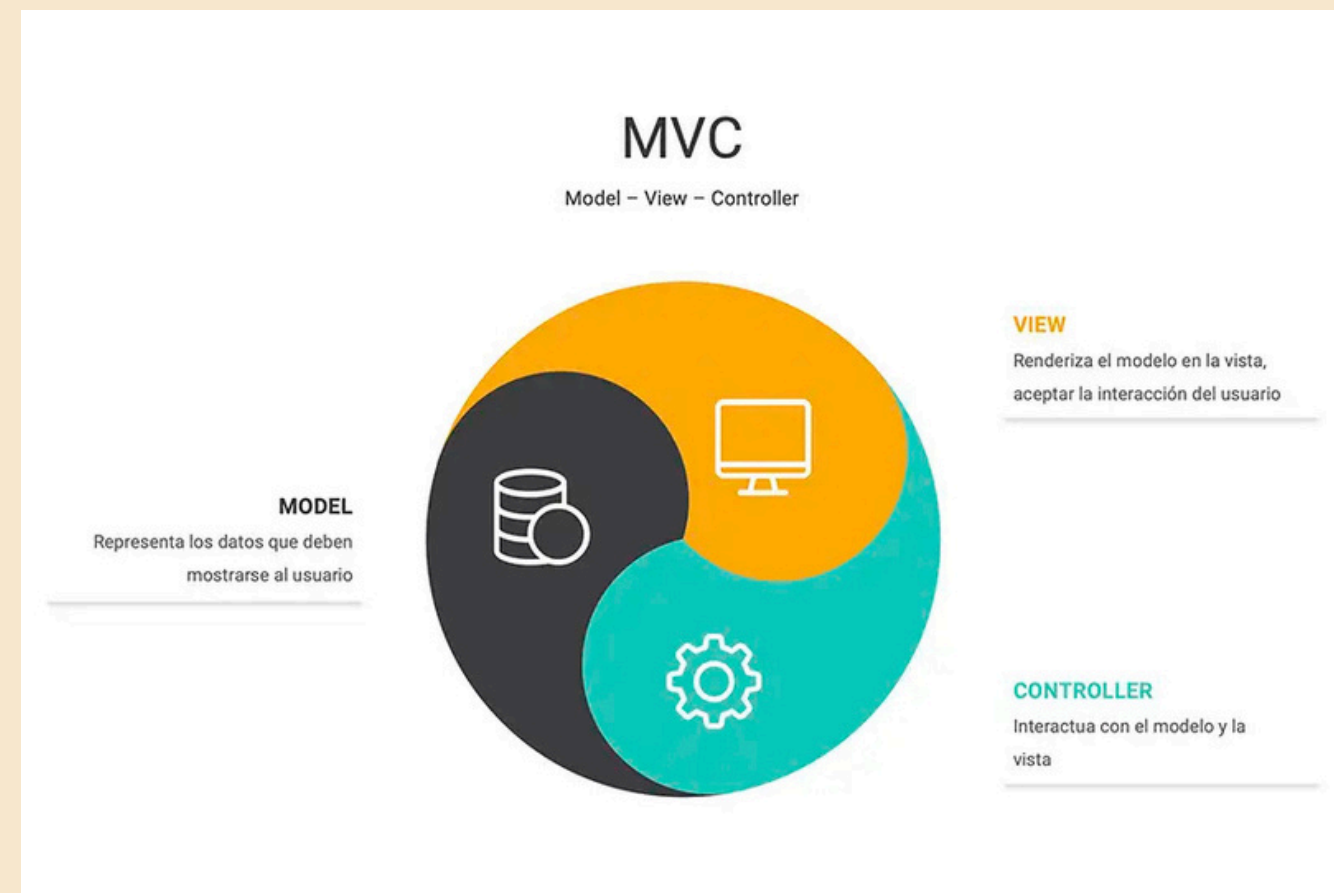 MVC
Model – View – Controller
VIEW
Renderiza el modelo en la vista,
aceptar la interacción del usuario
MODEL
Representa los datos que deben
mostrarse al usuario
CONTROLLER
Interactua con el modelo y la
vista